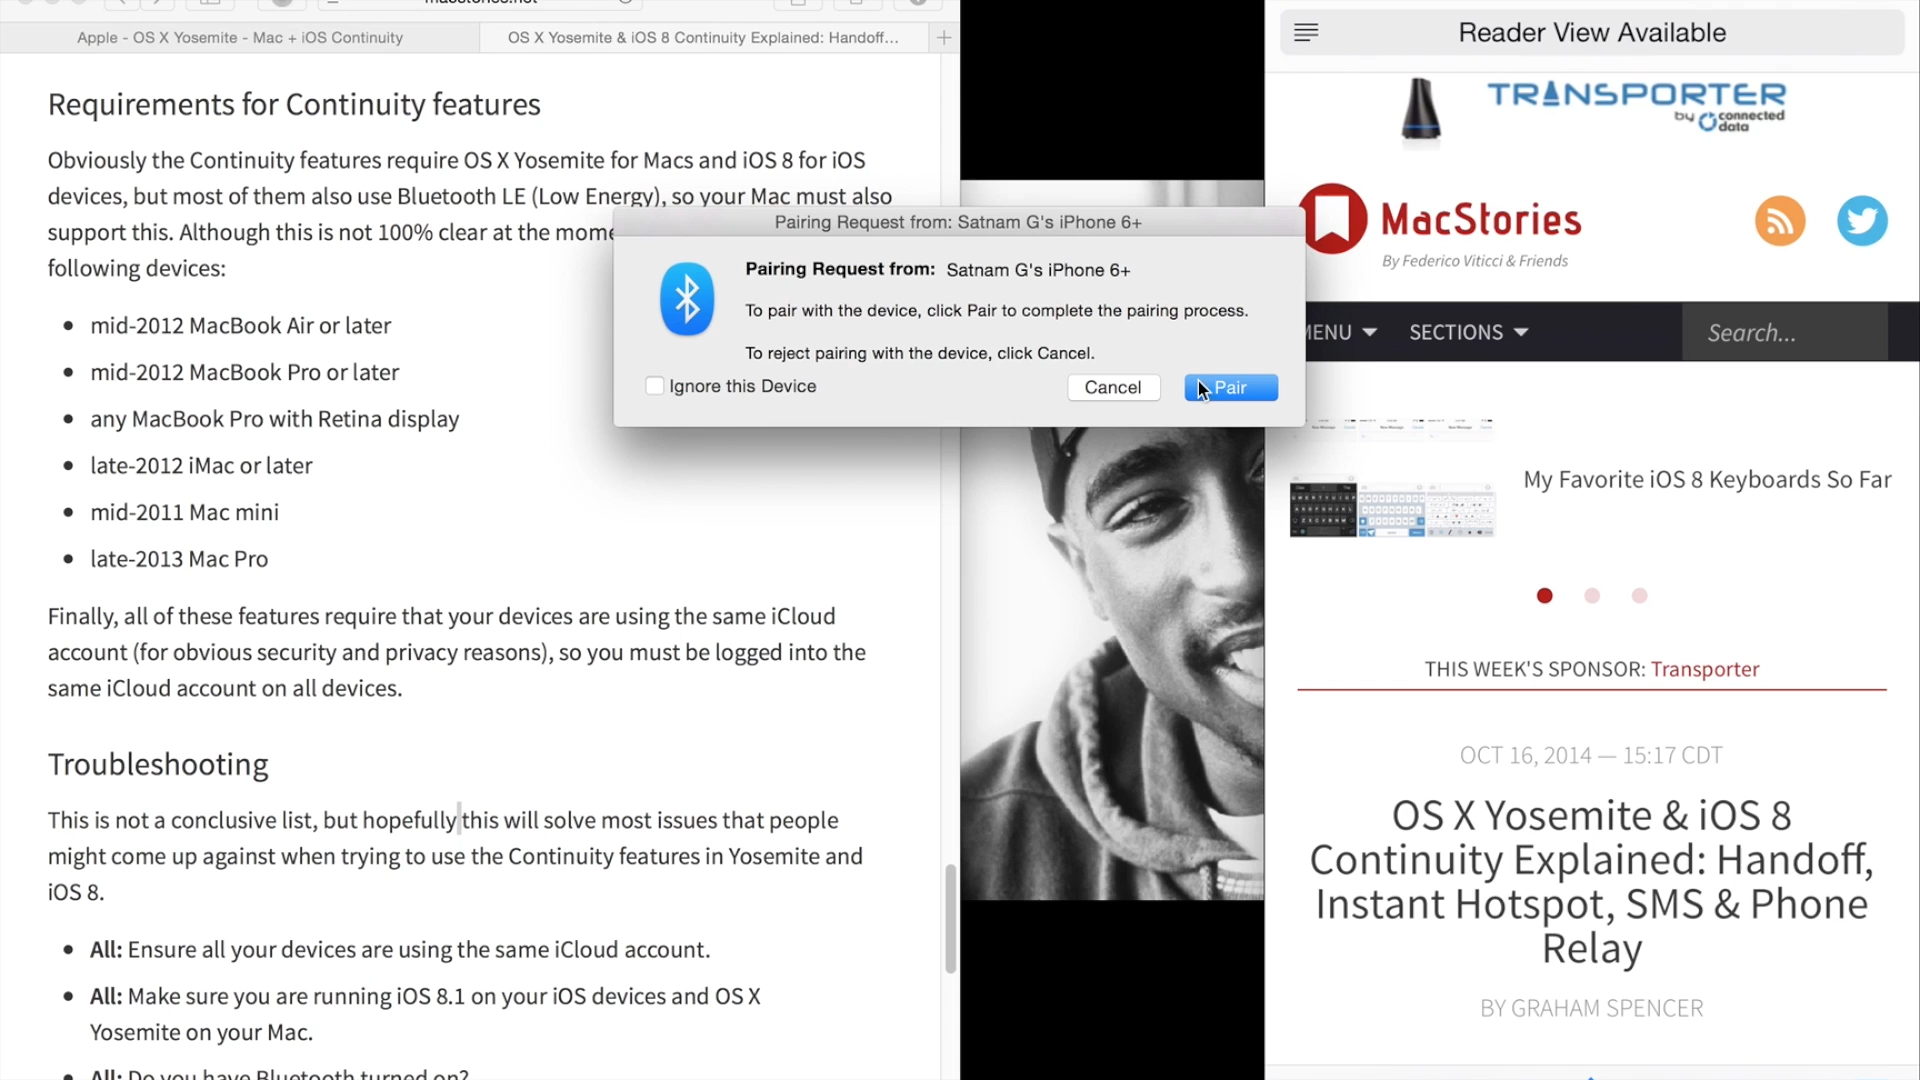 macstories.net
Apple - OS X Yosemite - Mac + iOS Continuity
OS X Yosemite & iOS 8 Continuity Explained: Handoff...
Requirements for Continuity features
Obviously the Continuity features require OS X Yosemite for Macs and iOS 8 for iOS
devices, but most of them also use Bluetooth LE (Low Energy), so your Mac must also
support this. Although this is not 100% clear at the mome
following devices:
mid-2012 MacBook Air or later
mid-2012 MacBook Pro or later
any MacBook Pro with Retina display
late-2012 iMac or later
mid-2011 Mac mini
late-2013 Mac Pro
Finally, all of these features require that your devices are using the same iCloud
account (for obvious security and privacy reasons), so you must be logged into the
same iCloud account on all devices.
Troubleshooting
This is not a conclusive list, but hopefully this will solve most issues that people
might come up against when trying to use the Continuity features in Yosemite and
iOS 8.
All: Ensure all your devices are using the same iCloud account.
All: Make sure you are running iOS 8.1 on your iOS devices and OS X
Yosemite on your Mac.
All: Do you have Bluetooth turned on?
Pairing Request from: Satnam G's iPhone 6+
Pairing Request from: Satnam G's iPhone 6+
To pair with the device, click Pair to complete the pairing process.
To reject pairing with the device, click Cancel.
Ignore this Device
Cancel
Pair
Reader View Available
TRANSPORTER
by connected data
MacStories
By Federico Viticci & Friends
MENU
SECTIONS
Search...
My Favorite iOS 8 Keyboards So Far
THIS WEEK'S SPONSOR: Transporter
OCT 16, 2014 — 15:17 CDT
OS X Yosemite & iOS 8
Continuity Explained: Handoff,
Instant Hotspot, SMS & Phone
Relay
BY GRAHAM SPENCER